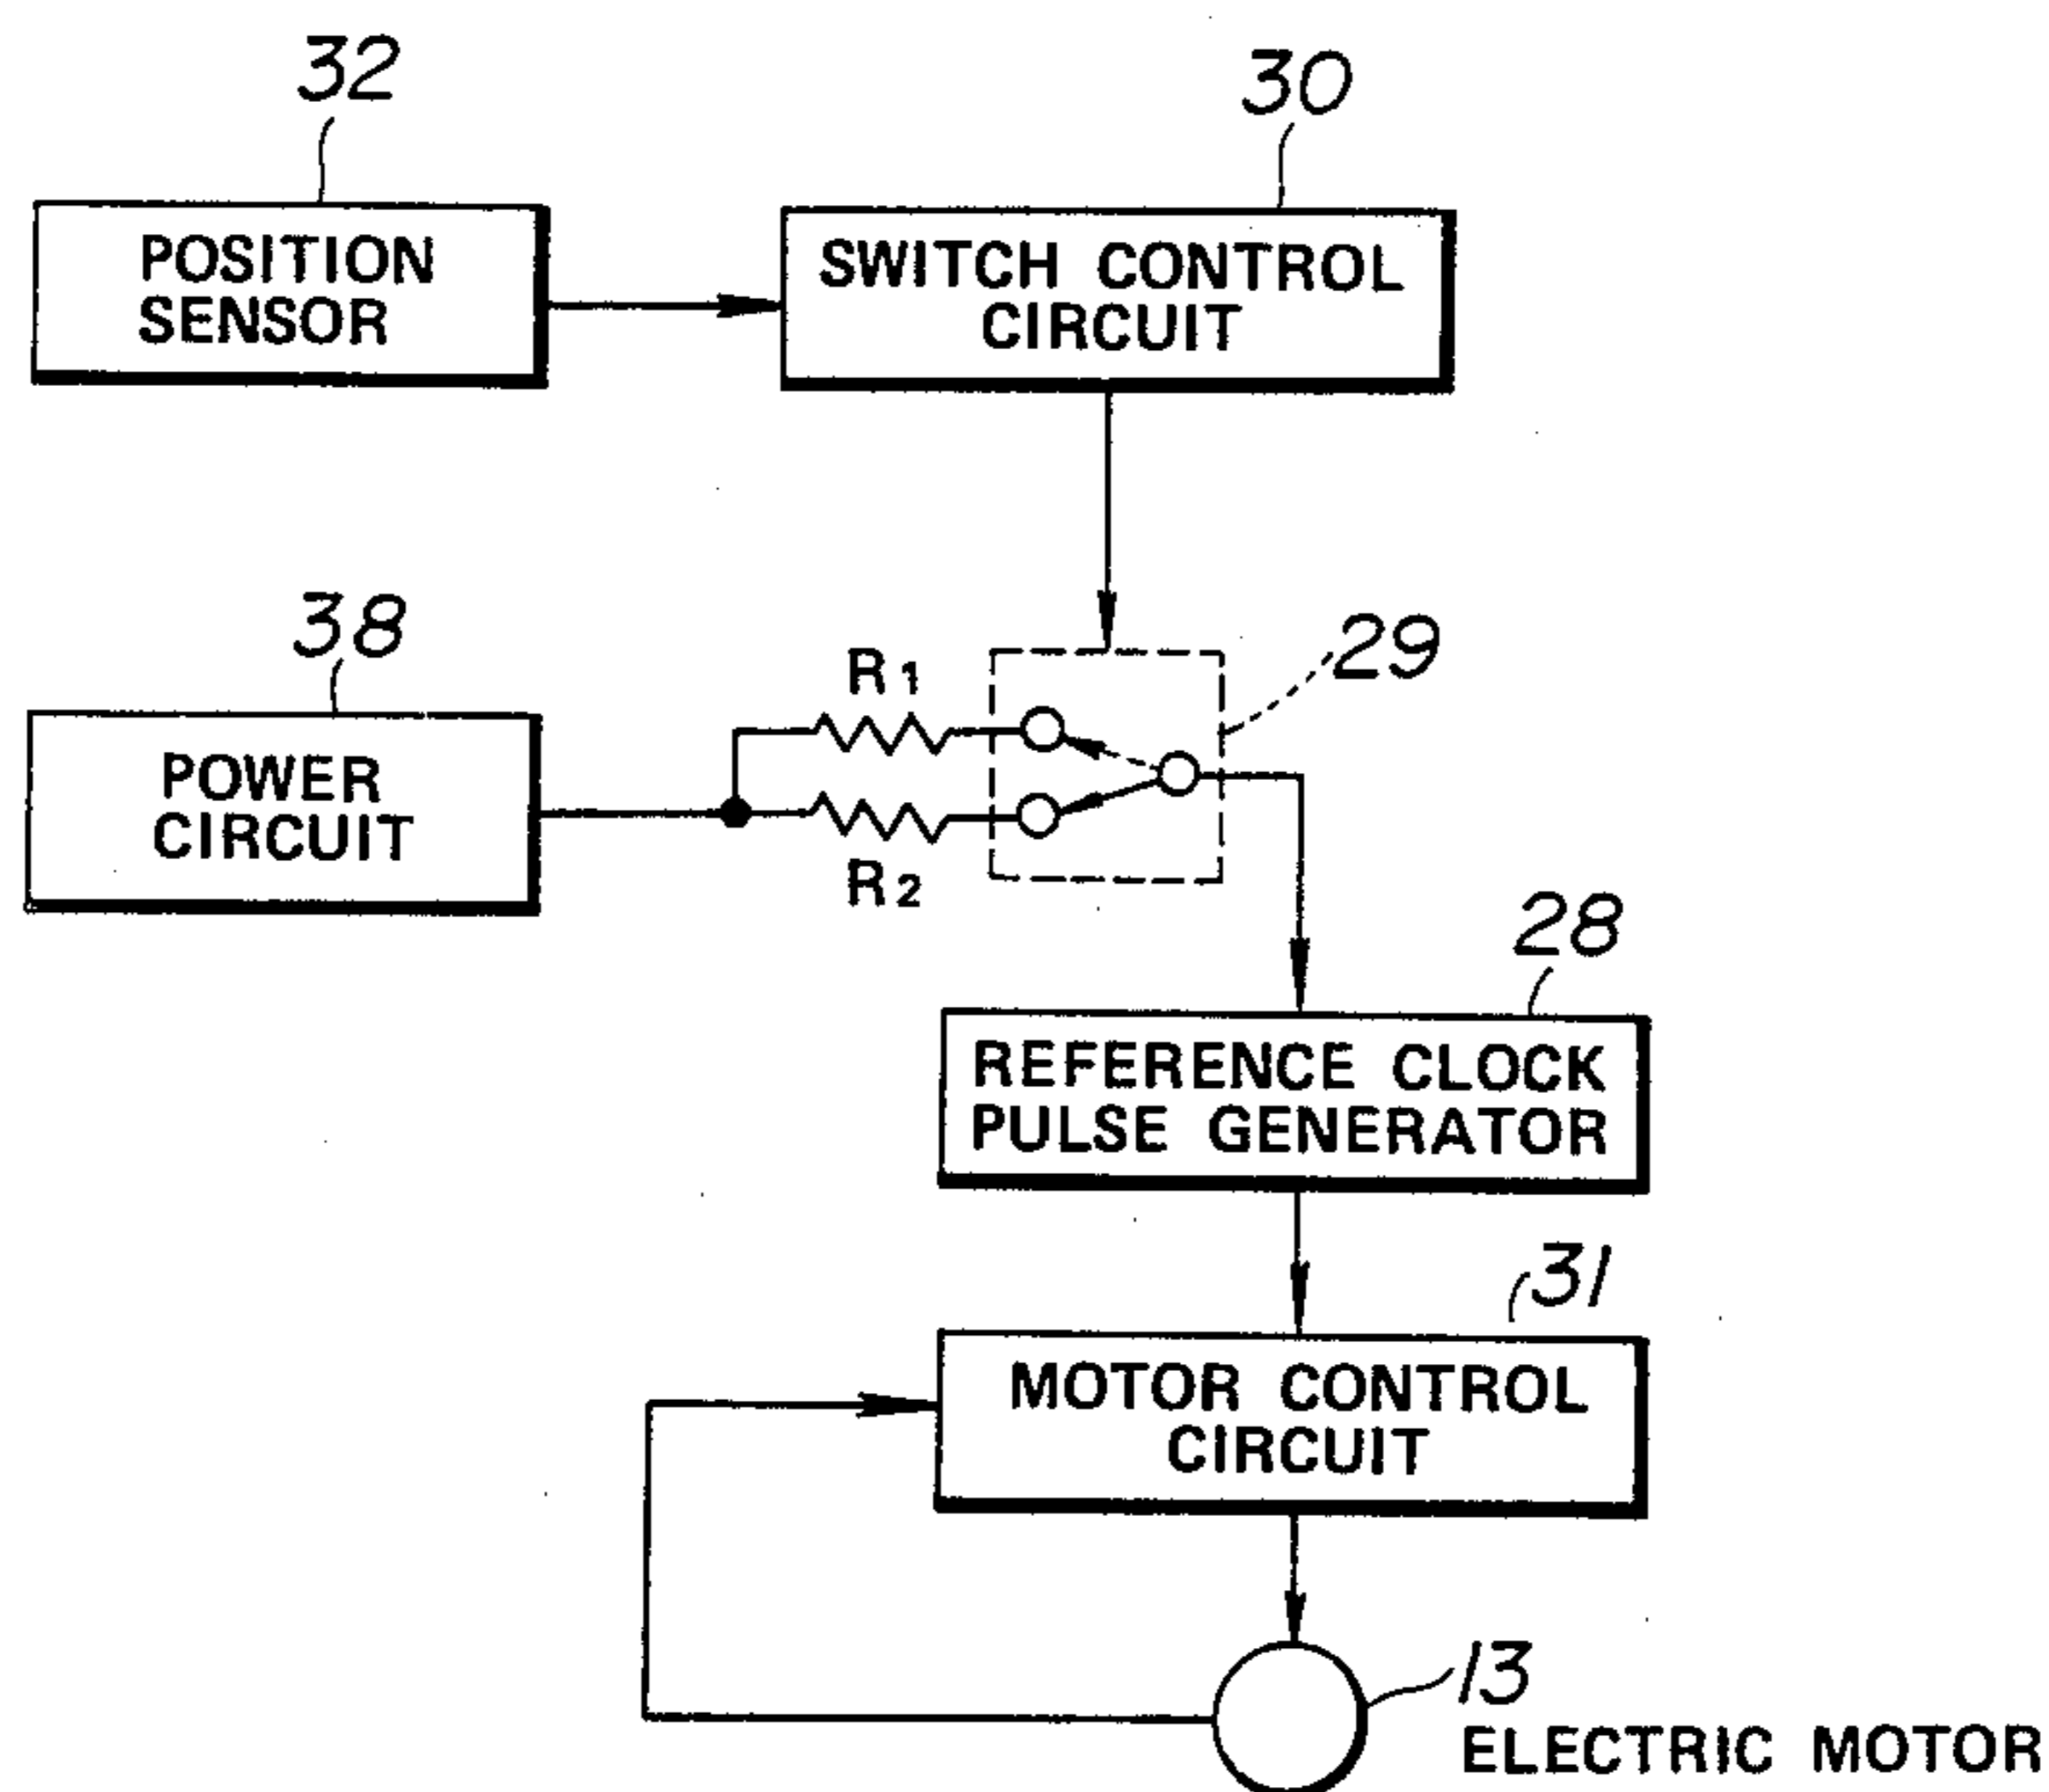 32
30
POSITION
SENSOR
SWITCH CONTROL
CIRCUIT
38
29
R1
POWER
CIRCUIT
R2
28
REFERENCE CLOCK
PULSE GENERATOR
31
MOTOR CONTROL
CIRCUIT
13
ELECTRIC MOTOR